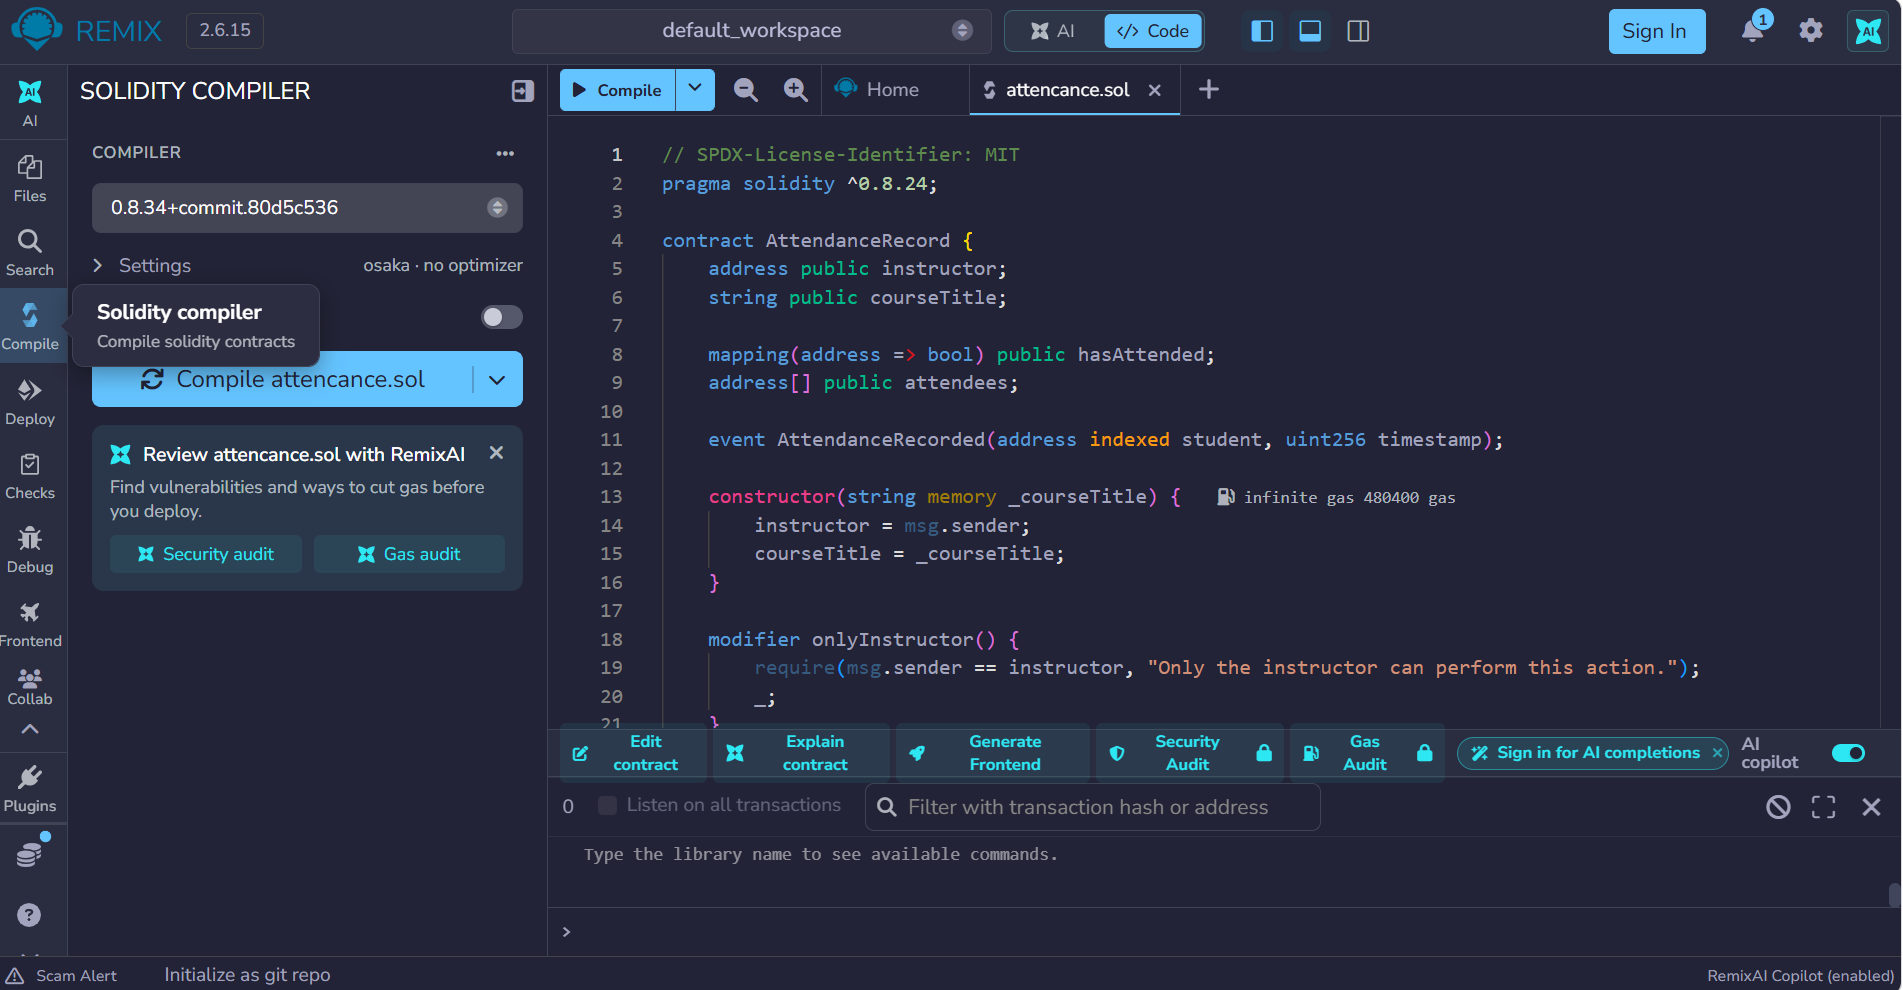 REMIX
2.6.15
default_workspace
AI
Code
Sign In
1
AI
AI
AI
Files
Search
Compile
Deploy
Checks
Debug
Frontend
Collab
Plugins
SOLIDITY COMPILER
COMPILER
0.8.34+commit.80d5c536
Settings
osaka · no optimizer
Solidity compiler
Compile solidity contracts
Compile attencance.sol
Review attencance.sol with RemixAI
Find vulnerabilities and ways to cut gas before
you deploy.
Security audit
Gas audit
Compile
Home
attencance.sol
1 // SPDX-License-Identifier: MIT
2 pragma solidity ^0.8.24;
3
4 contract AttendanceRecord {
5 address public instructor;
6 string public courseTitle;
7
8 mapping(address => bool) public hasAttended;
9 address[] public attendees;
10
11 event AttendanceRecorded(address indexed student, uint256 timestamp);
12
13 constructor(string memory _courseTitle) { infinite gas 480400 gas
14 instructor = msg.sender;
15 courseTitle = _courseTitle;
16 }
17
18 modifier onlyInstructor() {
19 require(msg.sender == instructor, "Only the instructor can perform this action.");
20 _;
21 }
Edit
contract
Explain
contract
Generate
Frontend
Security
Audit
Gas
Audit
Sign in for AI completions
AI
copilot
0
Listen on all transactions
Filter with transaction hash or address
Type the library name to see available commands.
>
?
Scam Alert
Initialize as git repo
RemixAI Copilot (enabled)